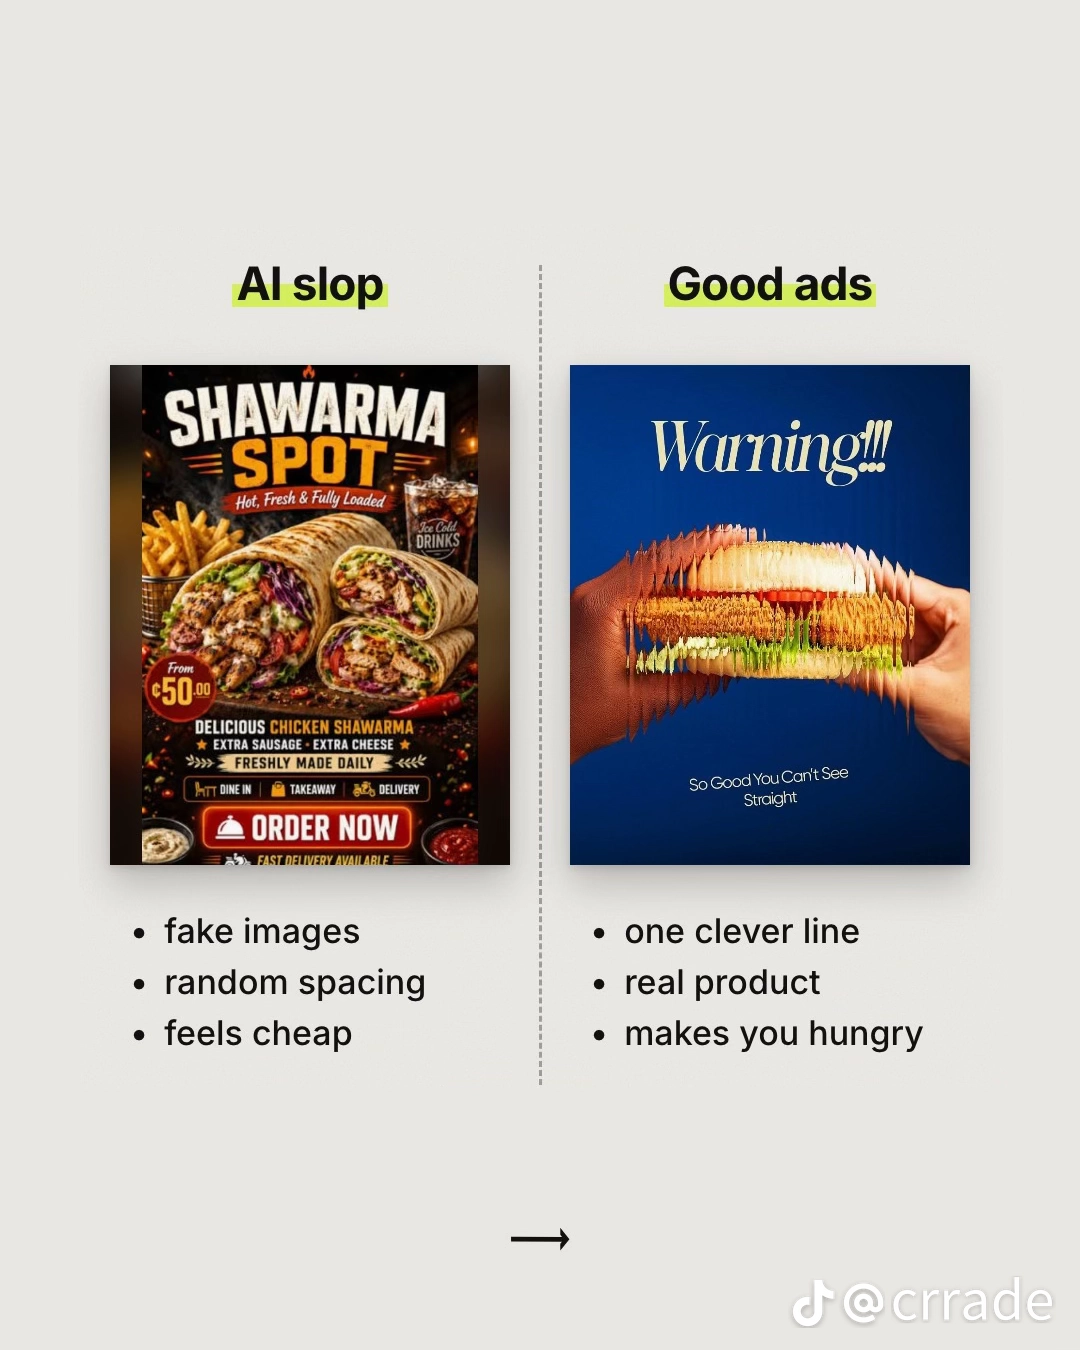 AI slop
SHAWARMA
SPOT
Hot, Fresh & Fully Loaded
Ice Cold
DRINKS
From
¢50.00
DELICIOUS CHICKEN SHAWARMA
EXTRA SAUSAGE · EXTRA CHEESE
FRESHLY MADE DAILY
DINE IN | TAKEAWAY | DELIVERY
ORDER NOW
FAST DELIVERY AVAILABLE
• fake images
• random spacing
• feels cheap
Good ads
Warning!!!
So Good You Can't See
Straight
• one clever line
• real product
• makes you hungry
@crrade